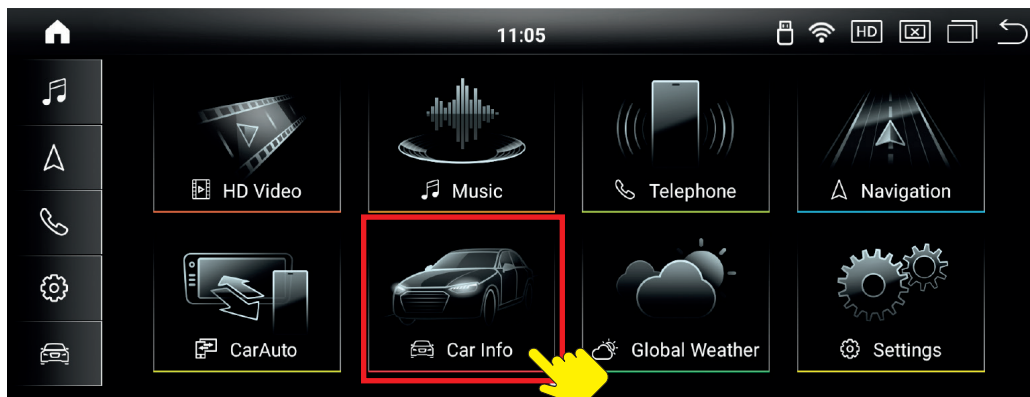 11:05
HD
HD Video
Music
Telephone
Navigation
CarAuto
Car Info
Global Weather
Settings